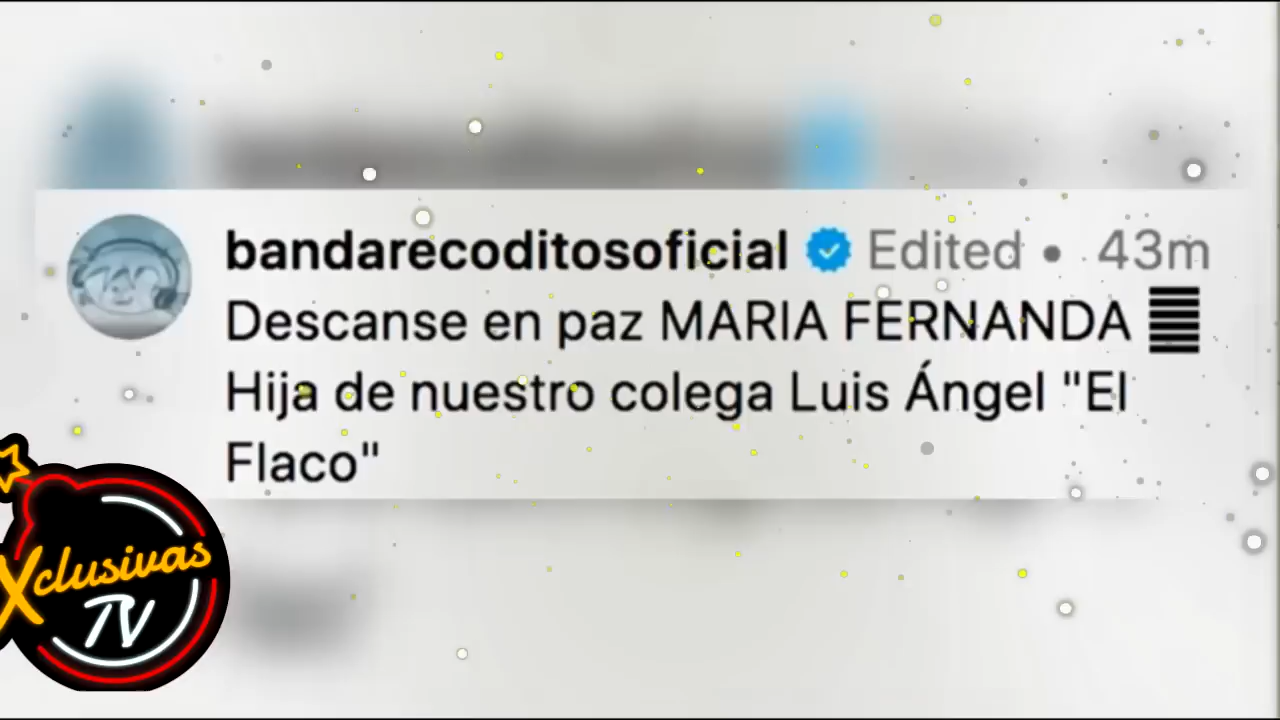 bandarecoditosoficial Edited • 43m
Descanse en paz MARIA FERNANDA
Hija de nuestro colega Luis Ángel "El
Flaco"
Xclusivas
TV